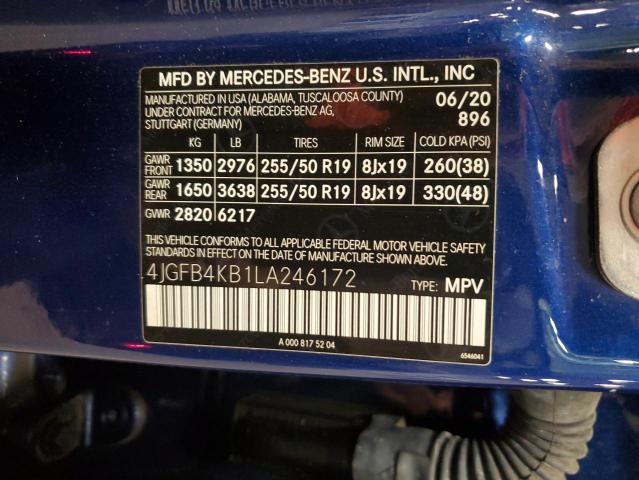 MFD BY MERCEDES-BENZ U.S. INTL., INC
MANUFACTURED IN USA (ALABAMA, TUSCALOOSA COUNTY) 06/20
UNDER CONTRACT FOR MERCEDES-BENZ AG,
STUTTGART (GERMANY) 896
KG LB TIRES RIM SIZE COLD KPA (PSI)
GAWR FRONT 1350 2976 255/50 R19 8Jx19 260(38)
GAWR REAR 1650 3638 255/50 R19 8Jx19 330(48)
GVWR 2820 6217
THIS VEHICLE CONFORMS TO ALL APPLICABLE FEDERAL MOTOR VEHICLE SAFETY
STANDARDS IN EFFECT ON THE DATE OF MANUFACTURE SHOWN ABOVE.
4JGFB4KB1LA246172 TYPE: MPV
A 000 817 52 04 6546041